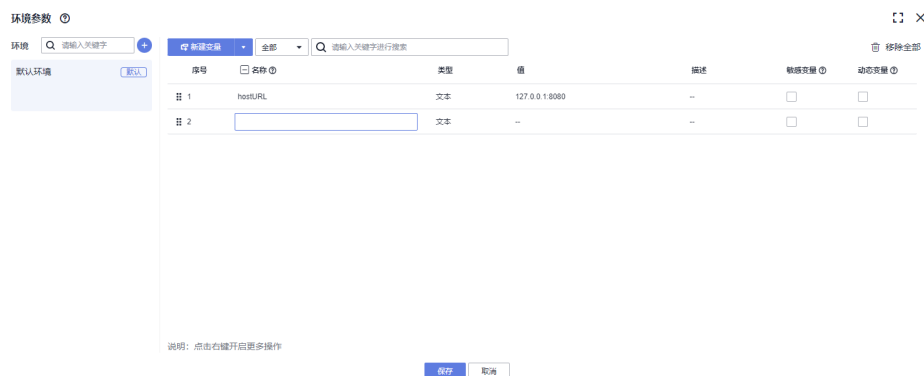 环境参数
环境 请输入关键字 新建变量 全部 请输入关键字进行搜索 移除全部
默认环境 默认
序号 名称 类型 值 描述 敏感变量 动态变量
1 hostURL 文本 127.0.0.1:8080 --
2 文本 -- --
说明：点击右键开启更多操作
保存 取消